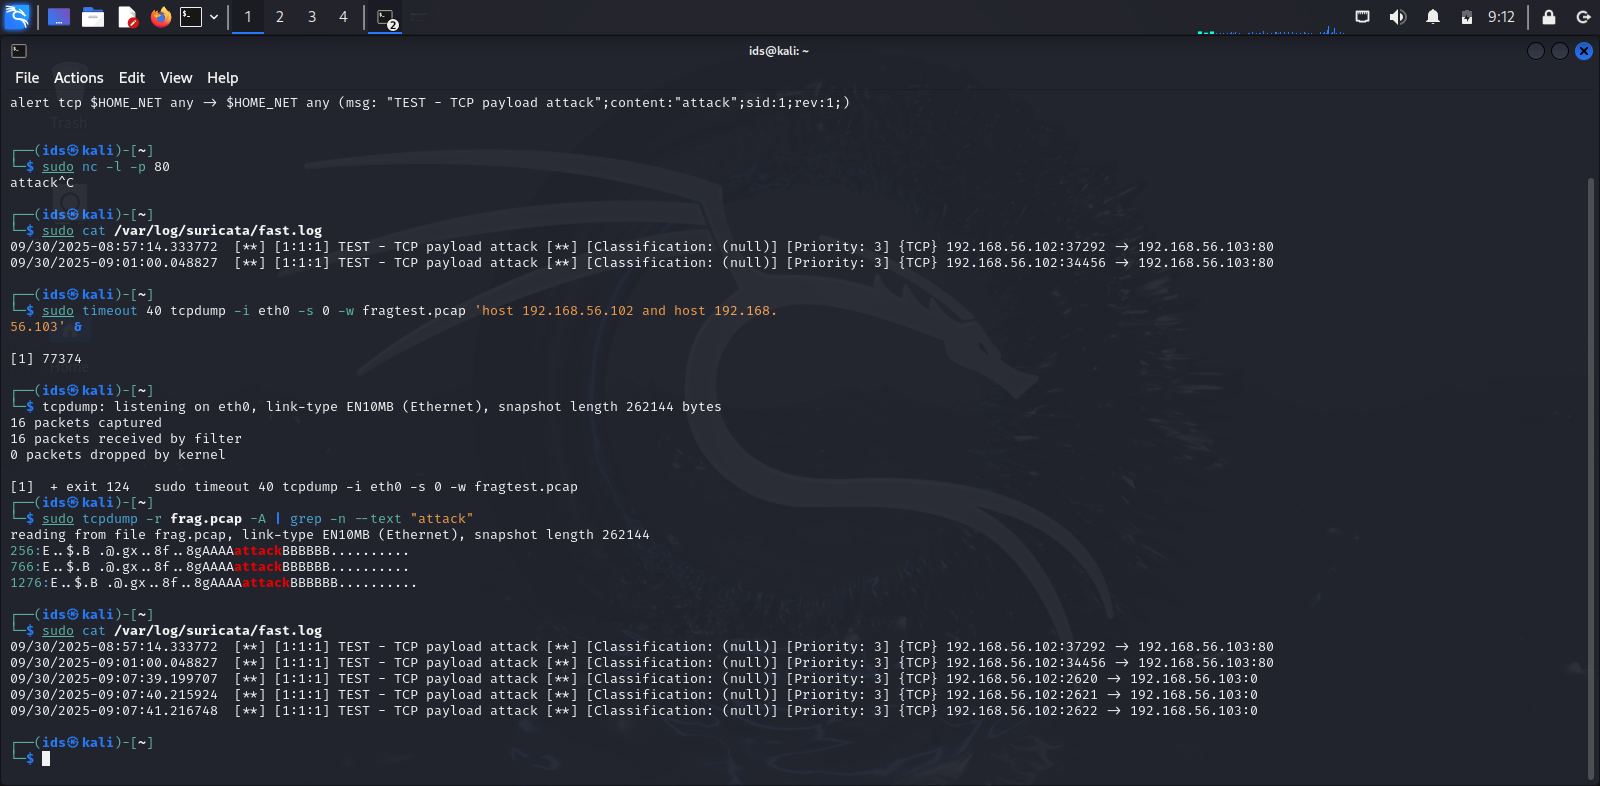 1 2 3 4 2 9:12
ids@kali: ~
File Actions Edit View Help
alert tcp $HOME_NET any → $HOME_NET any (msg: "TEST - TCP payload attack";content:"attack";sid:1;rev:1;)
Trash
┌──(ids㉿kali)-[~]
└─$ sudo nc -l -p 80
attack^C
┌──(ids㉿kali)-[~]
└─$ sudo cat /var/log/suricata/fast.log
09/30/2025-08:57:14.333772  [**] [1:1:1] TEST - TCP payload attack [**] [Classification: (null)] [Priority: 3] {TCP} 192.168.56.102:37292 → 192.168.56.103:80
09/30/2025-09:01:00.048827  [**] [1:1:1] TEST - TCP payload attack [**] [Classification: (null)] [Priority: 3] {TCP} 192.168.56.102:34456 → 192.168.56.103:80
┌──(ids㉿kali)-[~]
└─$ sudo timeout 40 tcpdump -i eth0 -s 0 -w fragtest.pcap 'host 192.168.56.102 and host 192.168.
56.103' &
[1] 77374
Home
┌──(ids㉿kali)-[~]
└─$ tcpdump: listening on eth0, link-type EN10MB (Ethernet), snapshot length 262144 bytes
16 packets captured
16 packets received by filter
0 packets dropped by kernel
[1]  + exit 124   sudo timeout 40 tcpdump -i eth0 -s 0 -w fragtest.pcap
┌──(ids㉿kali)-[~]
└─$ sudo tcpdump -r frag.pcap -A | grep -n --text "attack"
reading from file frag.pcap, link-type EN10MB (Ethernet), snapshot length 262144
256:E..$.B .@.gx..8f..8gAAAAattackBBBBBB..........
766:E..$.B .@.gx..8f..8gAAAAattackBBBBBB..........
1276:E..$.B .@.gx..8f..8gAAAAattackBBBBBB..........
┌──(ids㉿kali)-[~]
└─$ sudo cat /var/log/suricata/fast.log
09/30/2025-08:57:14.333772  [**] [1:1:1] TEST - TCP payload attack [**] [Classification: (null)] [Priority: 3] {TCP} 192.168.56.102:37292 → 192.168.56.103:80
09/30/2025-09:01:00.048827  [**] [1:1:1] TEST - TCP payload attack [**] [Classification: (null)] [Priority: 3] {TCP} 192.168.56.102:34456 → 192.168.56.103:80
09/30/2025-09:07:39.199707  [**] [1:1:1] TEST - TCP payload attack [**] [Classification: (null)] [Priority: 3] {TCP} 192.168.56.102:2620 → 192.168.56.103:0
09/30/2025-09:07:40.215924  [**] [1:1:1] TEST - TCP payload attack [**] [Classification: (null)] [Priority: 3] {TCP} 192.168.56.102:2621 → 192.168.56.103:0
09/30/2025-09:07:41.216748  [**] [1:1:1] TEST - TCP payload attack [**] [Classification: (null)] [Priority: 3] {TCP} 192.168.56.102:2622 → 192.168.56.103:0
┌──(ids㉿kali)-[~]
└─$